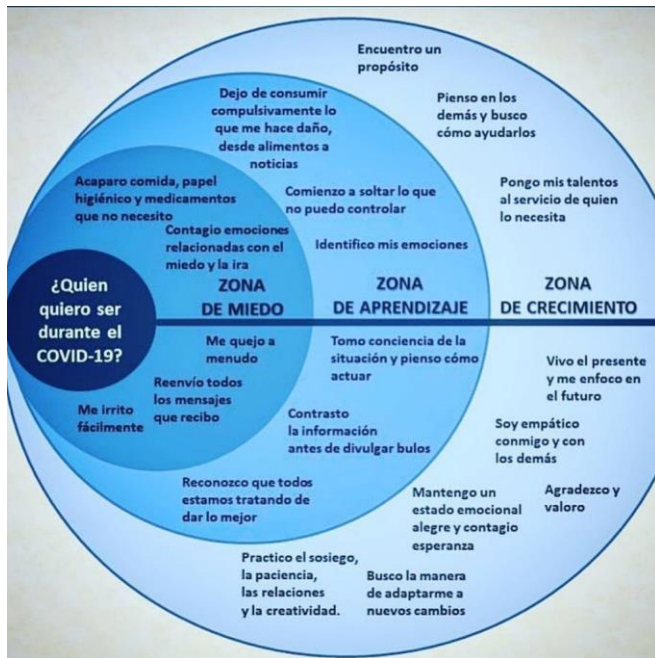 Encuentro un
propósito
Dejo de consumir
compulsivamente lo
que me hace daño,
desde alimentos a
noticias
Pienso en los
demás y busco
cómo ayudarlos
Acaparo comida, papel
higiénico y medicamentos
que no necesito
Comienzo a soltar lo que
no puedo controlar
Pongo mis talentos
al servicio de quien
lo necesita
Contagio emociones
relacionadas con el
miedo y la ira
Identifico mis emociones
¿Quien
quiero ser
durante el
COVID-19?
ZONA
DE MIEDO
ZONA
DE APRENDIZAJE
ZONA
DE CRECIMIENTO
Me quejo a
menudo
Tomo conciencia de la
situación y pienso cómo
actuar
Vivo el presente
y me enfoco en
el futuro
Reenvío todos
los mensajes
que recibo
Me irrito
fácilmente
Contrasto
la información
antes de divulgar bulos
Soy empático
conmigo y con
los demás
Reconozco que todos
estamos tratando de
dar lo mejor
Mantengo un
estado emocional
alegre y contagio
esperanza
Agradezco y
valoro
Practico el sosiego,
la paciencia,
las relaciones
y la creatividad.
Busco la manera
de adaptarme a
nuevos cambios